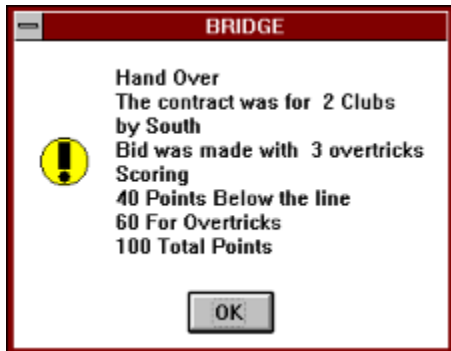 BRIDGE
Hand Over
The contract was for 2 Clubs
by South
Bid was made with 3 overtricks
Scoring
40 Points Below the line
60 For Overtricks
100 Total Points
OK